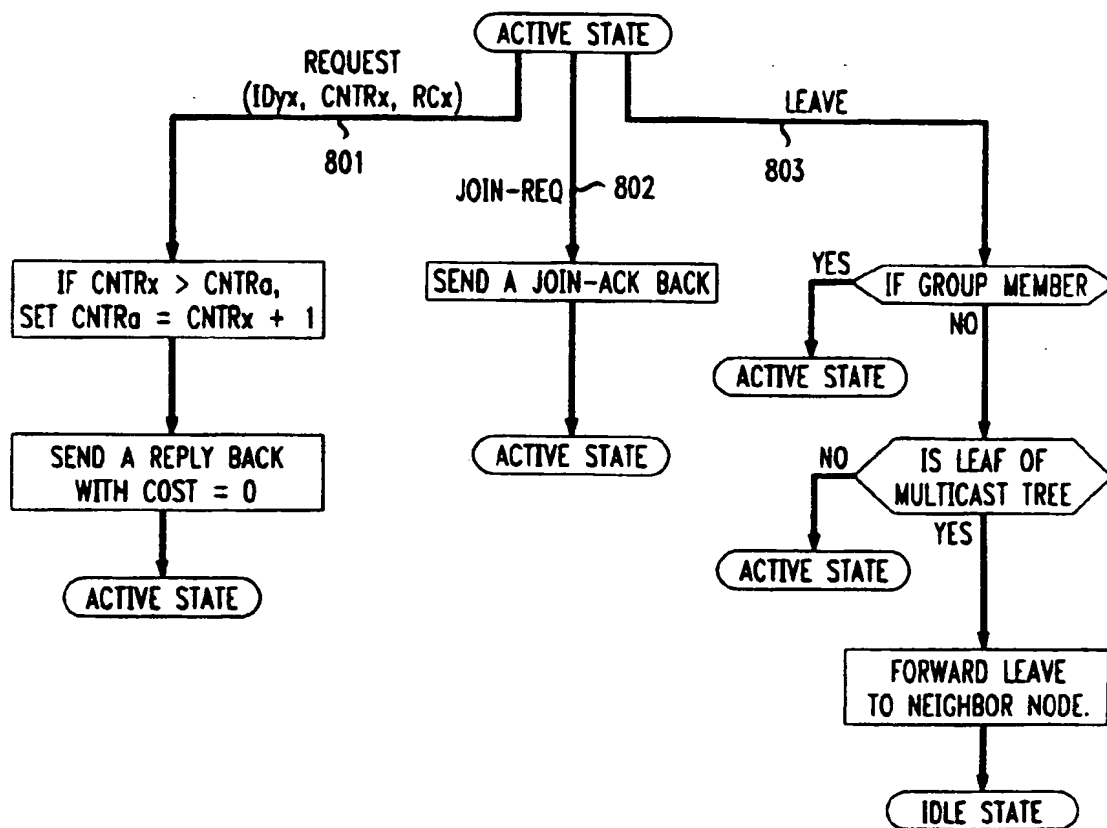 ACTIVE STATE
REQUEST
(IDyx, CNTRx, RCx)
801
JOIN-REQ
802
LEAVE
803
IF CNTRx > CNTRa,
SET CNTRa = CNTRx + 1
SEND A REPLY BACK
WITH COST = 0
ACTIVE STATE
SEND A JOIN-ACK BACK
ACTIVE STATE
YES
IF GROUP MEMBER
NO
ACTIVE STATE
NO
IS LEAF OF
MULTICAST TREE
YES
ACTIVE STATE
FORWARD LEAVE
TO NEIGHBOR NODE.
IDLE STATE